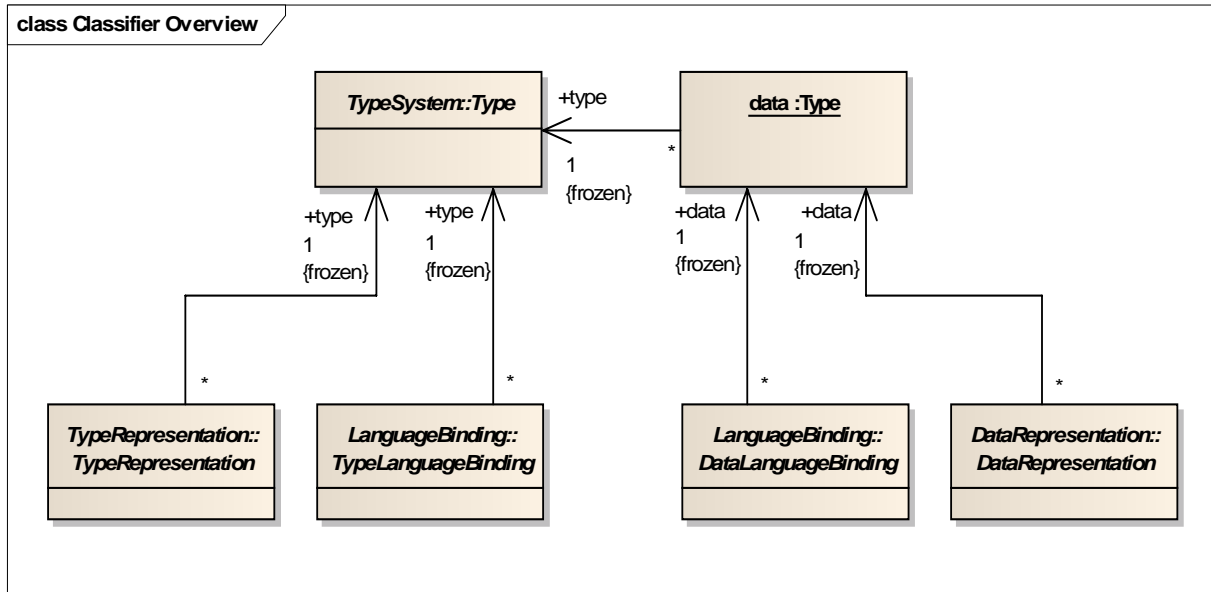 class Classifier Overview
TypeSystem::Type
data :Type
+type
*
1
{frozen}
+type
1
{frozen}
+type
1
{frozen}
+data
1
{frozen}
+data
1
{frozen}
*
*
*
*
TypeRepresentation::
TypeRepresentation
LanguageBinding::
TypeLanguageBinding
LanguageBinding::
DataLanguageBinding
DataRepresentation::
DataRepresentation